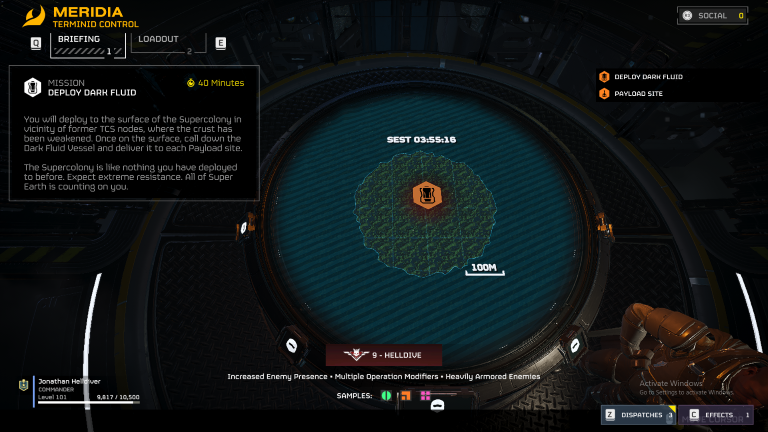 MERIDIA
TERMINID CONTROL
Q
BRIEFING
1
LOADOUT
2
E
SOCIAL 0
MISSION
DEPLOY DARK FLUID
40 Minutes
You will deploy to the surface of the Supercolony in
vicinity of former TCS nodes, where the crust has
been weakened. Once on the surface, call down the
Dark Fluid Vessel and deliver it to each Payload site.
The Supercolony is like nothing you have deployed
to before. Expect extreme resistance. All of Super
Earth is counting on you.
DEPLOY DARK FLUID
PAYLOAD SITE
SEST 03:55:16
100M
9 - HELLDIVE
Increased Enemy Presence • Multiple Operation Modifiers • Heavily Armored Enemies
SAMPLES:
Jonathan Helldiver
COMMANDER
Level 101
9,817 / 10,500
Activate Windows
Go to Settings to activate Windows.
Z DISPATCHES 3
C EFFECTS 1
CURSOR